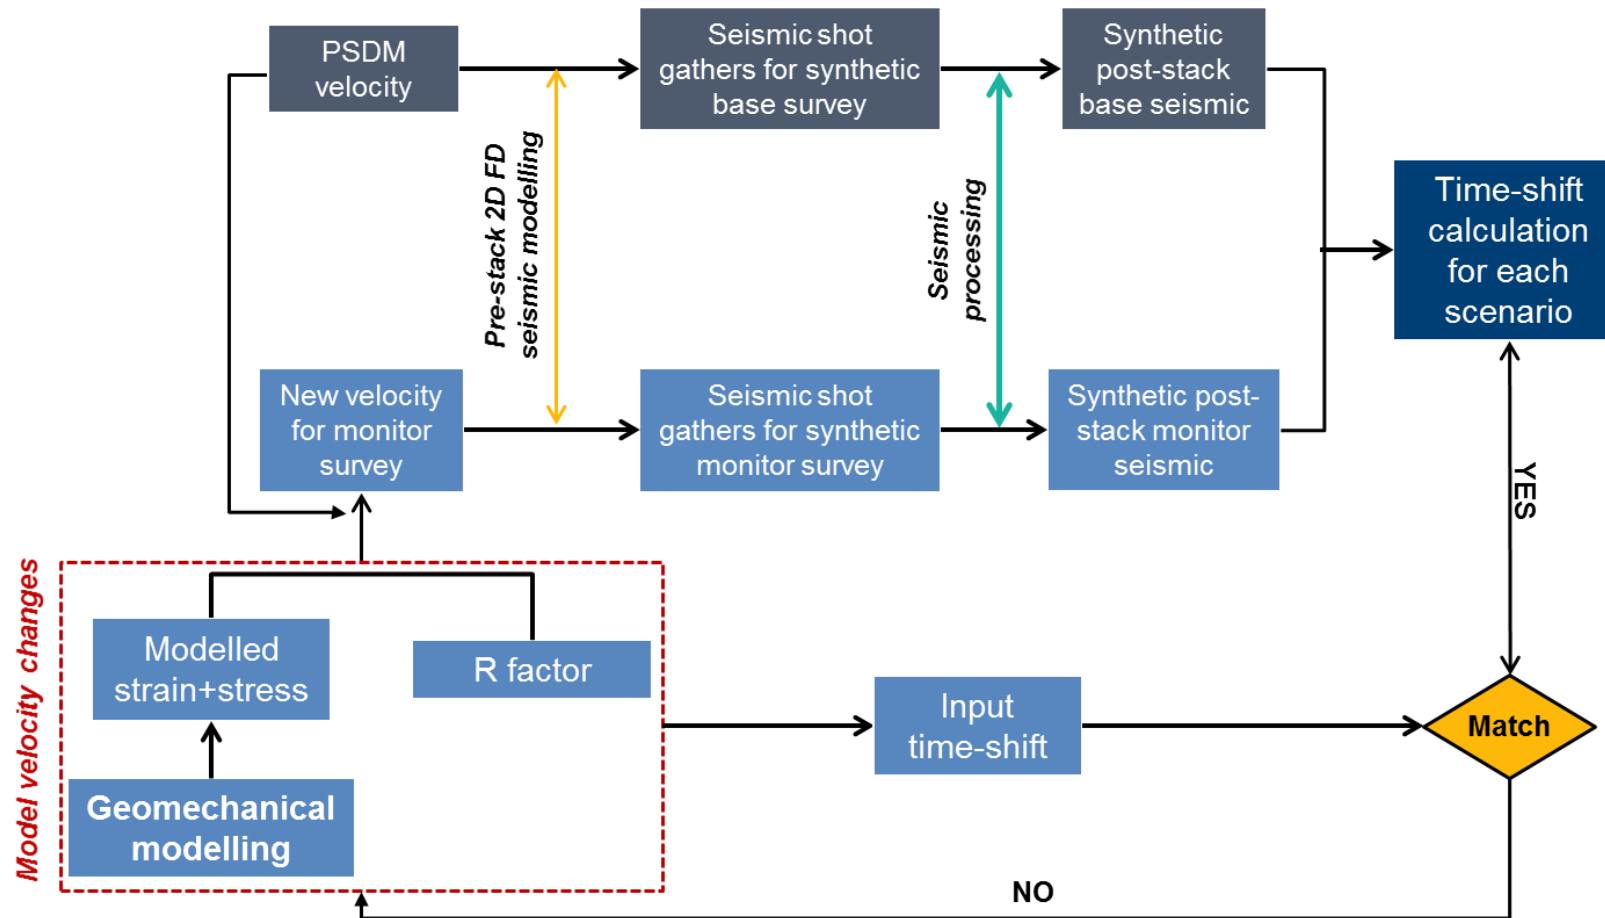 PSDM
velocity
Seismic shot
gathers for synthetic
base survey
Synthetic
post-stack
base seismic
Pre-stack 2D FD
seismic modelling
Seismic
processing
Time-shift
calculation
for each
scenario
New velocity
for monitor
survey
Seismic shot
gathers for synthetic
monitor survey
Synthetic post-
stack monitor
seismic
YES
Model velocity changes
Modelled
strain+stress
R factor
Input
time-shift
Match
Geomechanical
modelling
NO